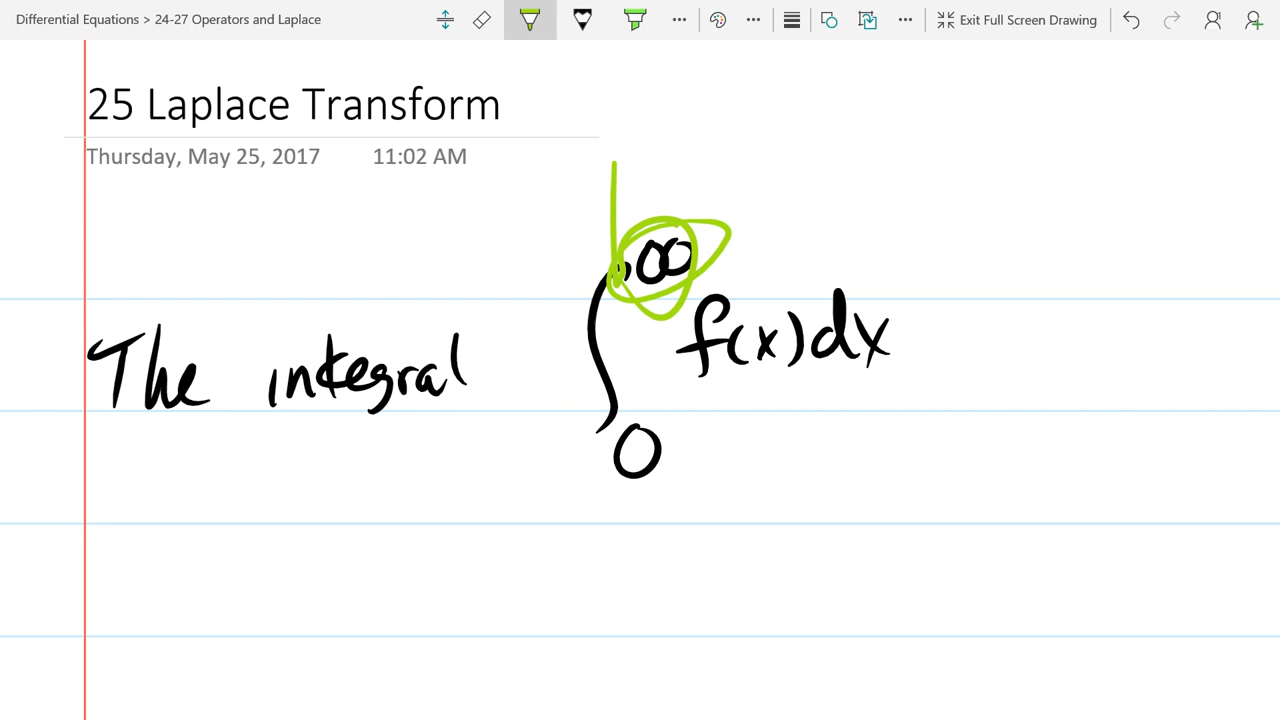 Differential Equations > 24-27 Operators and Laplace
Exit Full Screen Drawing
25 Laplace Transform
Thursday, May 25, 2017 11:02 AM
The integral ∫₀^∞ f(x)dx